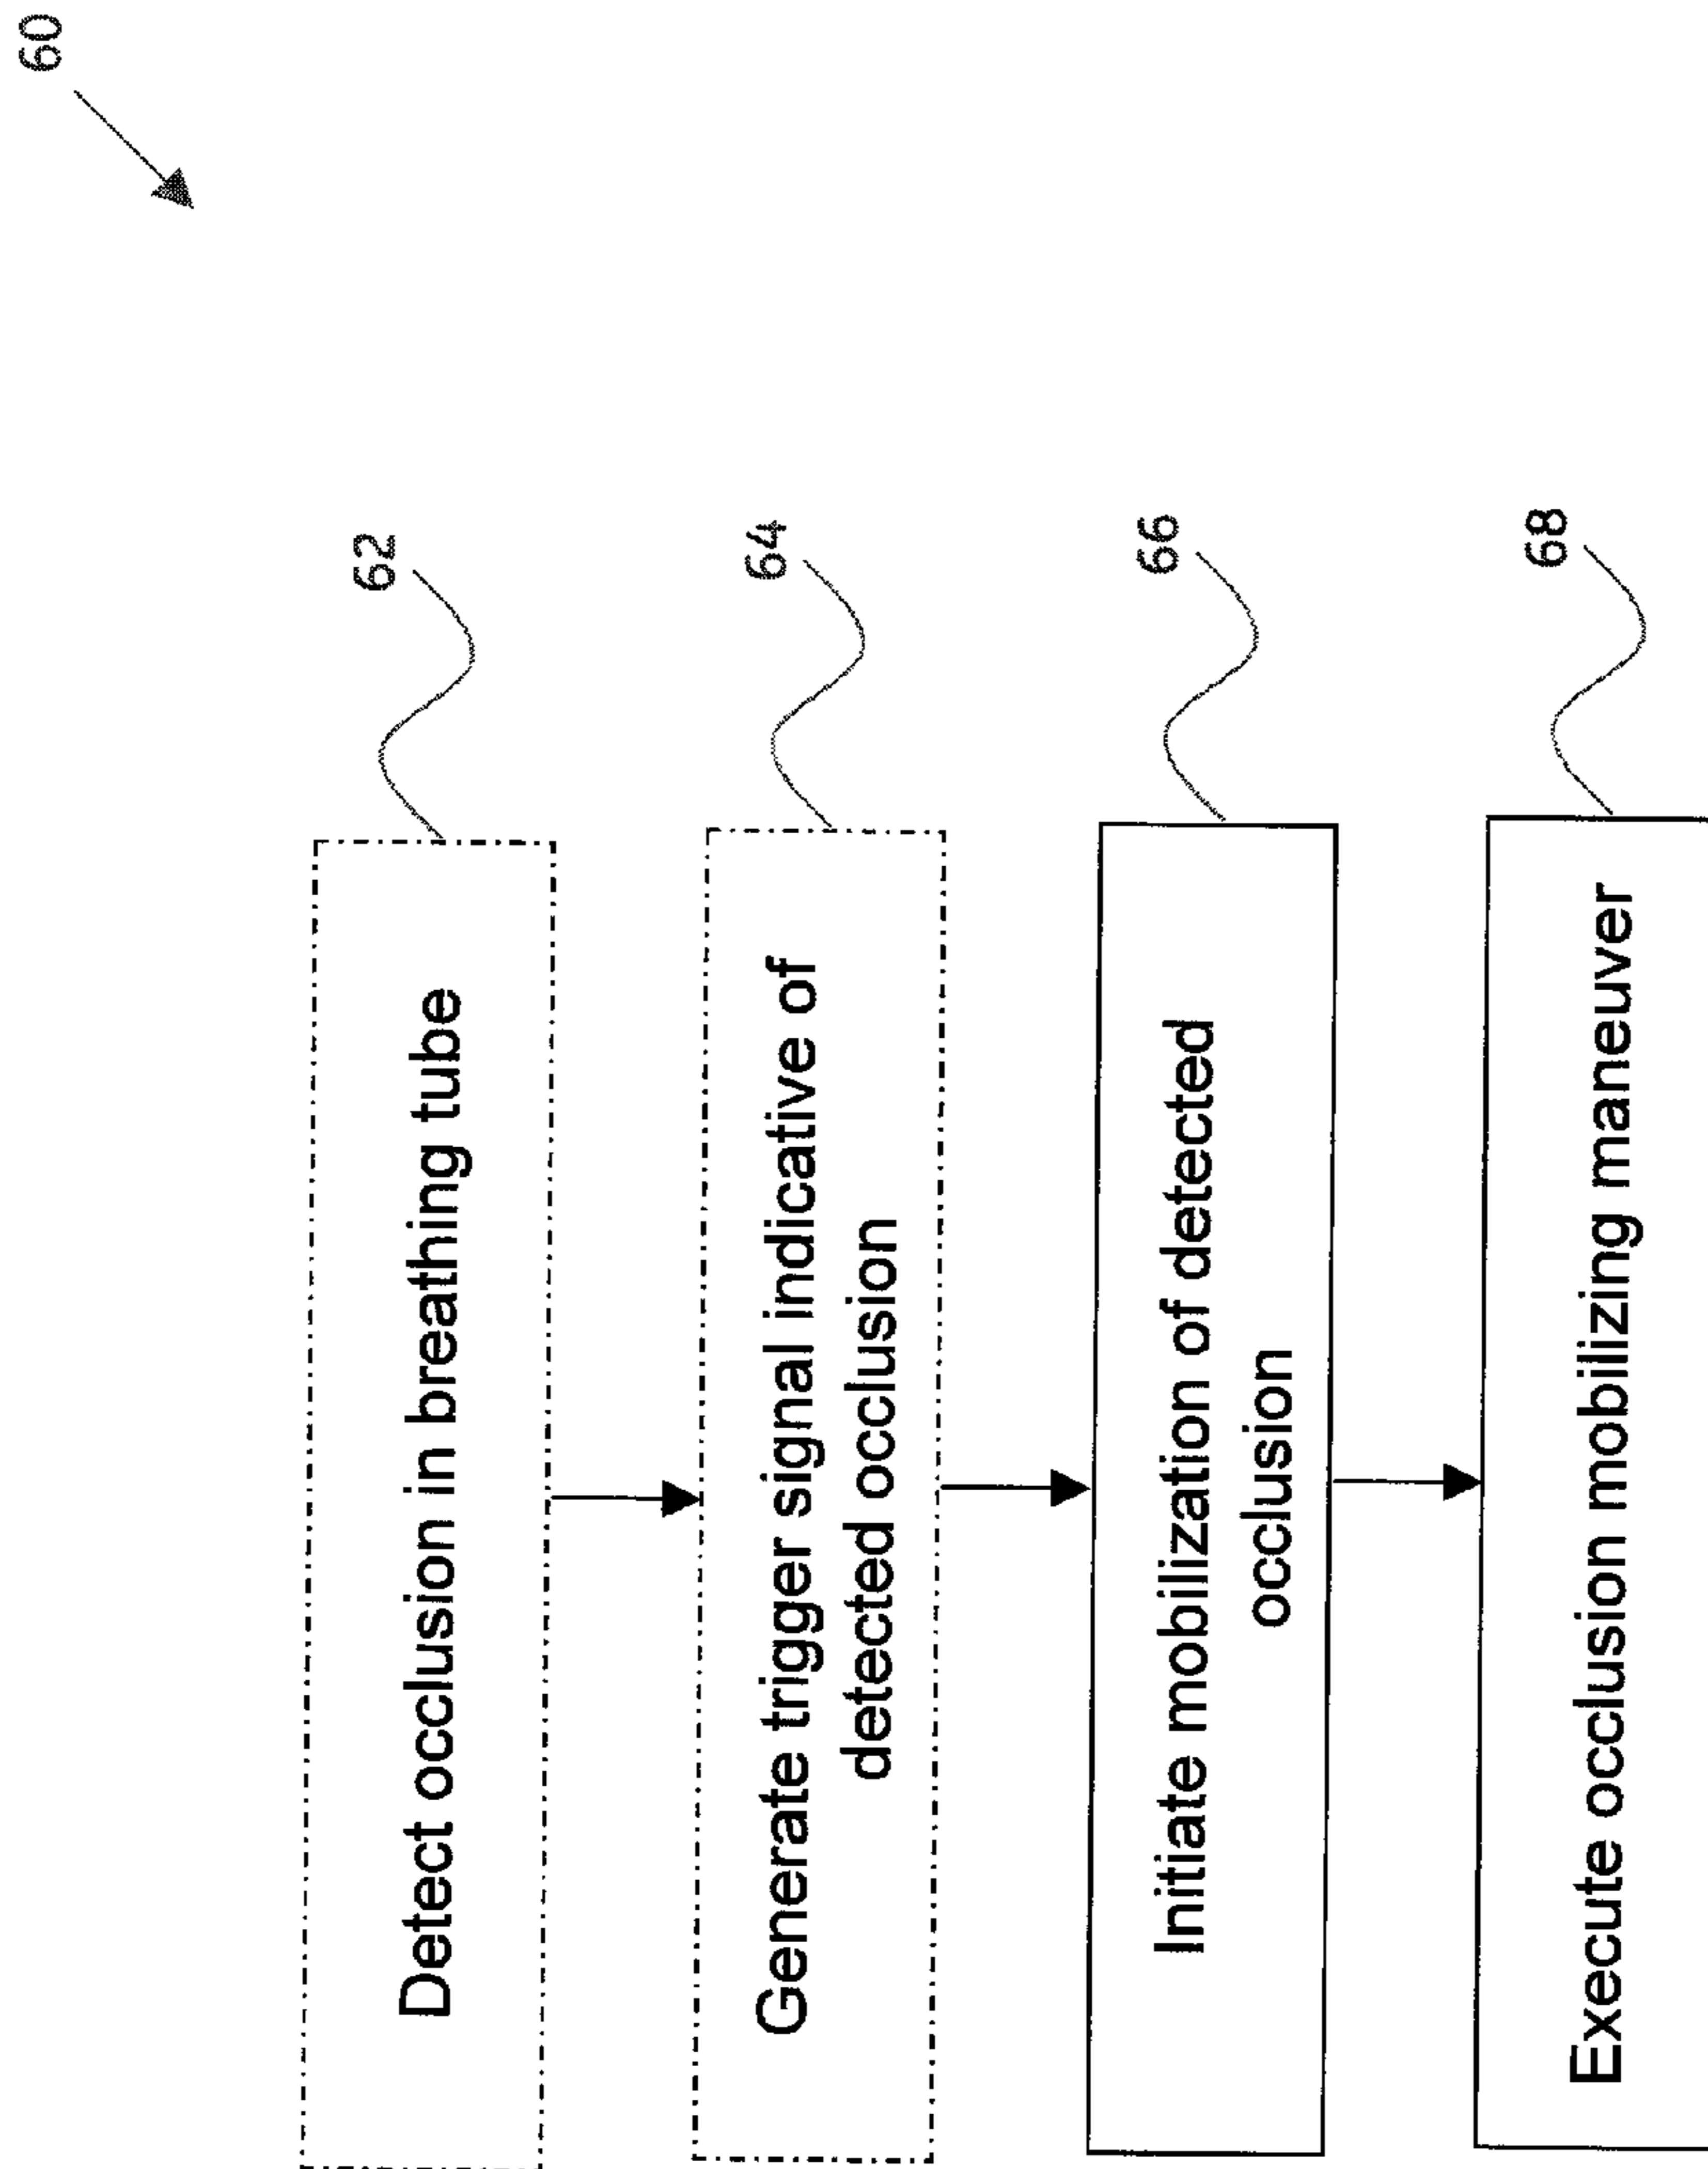 60
Detect occlusion in breathing tube
62
Generate trigger signal indicative of
detected occlusion
64
Initiate mobilization of detected
occlusion
66
Execute occlusion mobilizing maneuver
68